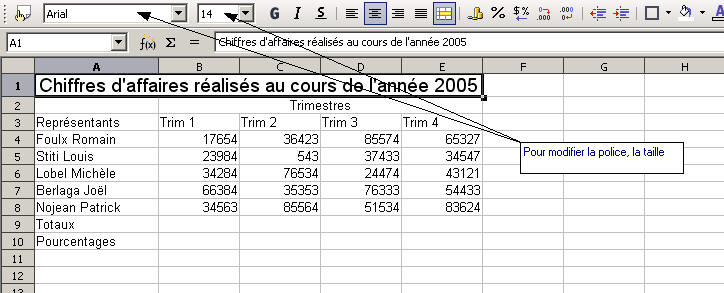 Arial 14 G I S
A1 f(x) Σ = Chiffres d'affaires réalisés au cours de l'année 2005
A B C D E F G H
1 Chiffres d'affaires réalisés au cours de l'année 2005
2 Trimestres
3 Représentants Trim 1 Trim 2 Trim 3 Trim 4
4 Foulx Romain 17654 36423 85574 65327
5 Stiti Louis 23984 543 37433 34547
6 Lobel Michèle 34284 76534 24474 43121
7 Berlaga Joël 66384 35353 76333 54433
8 Nojean Patrick 34563 85564 51534 83624
9 Totaux
10 Pourcentages
11
12
13
Pour modifier la police, la taille